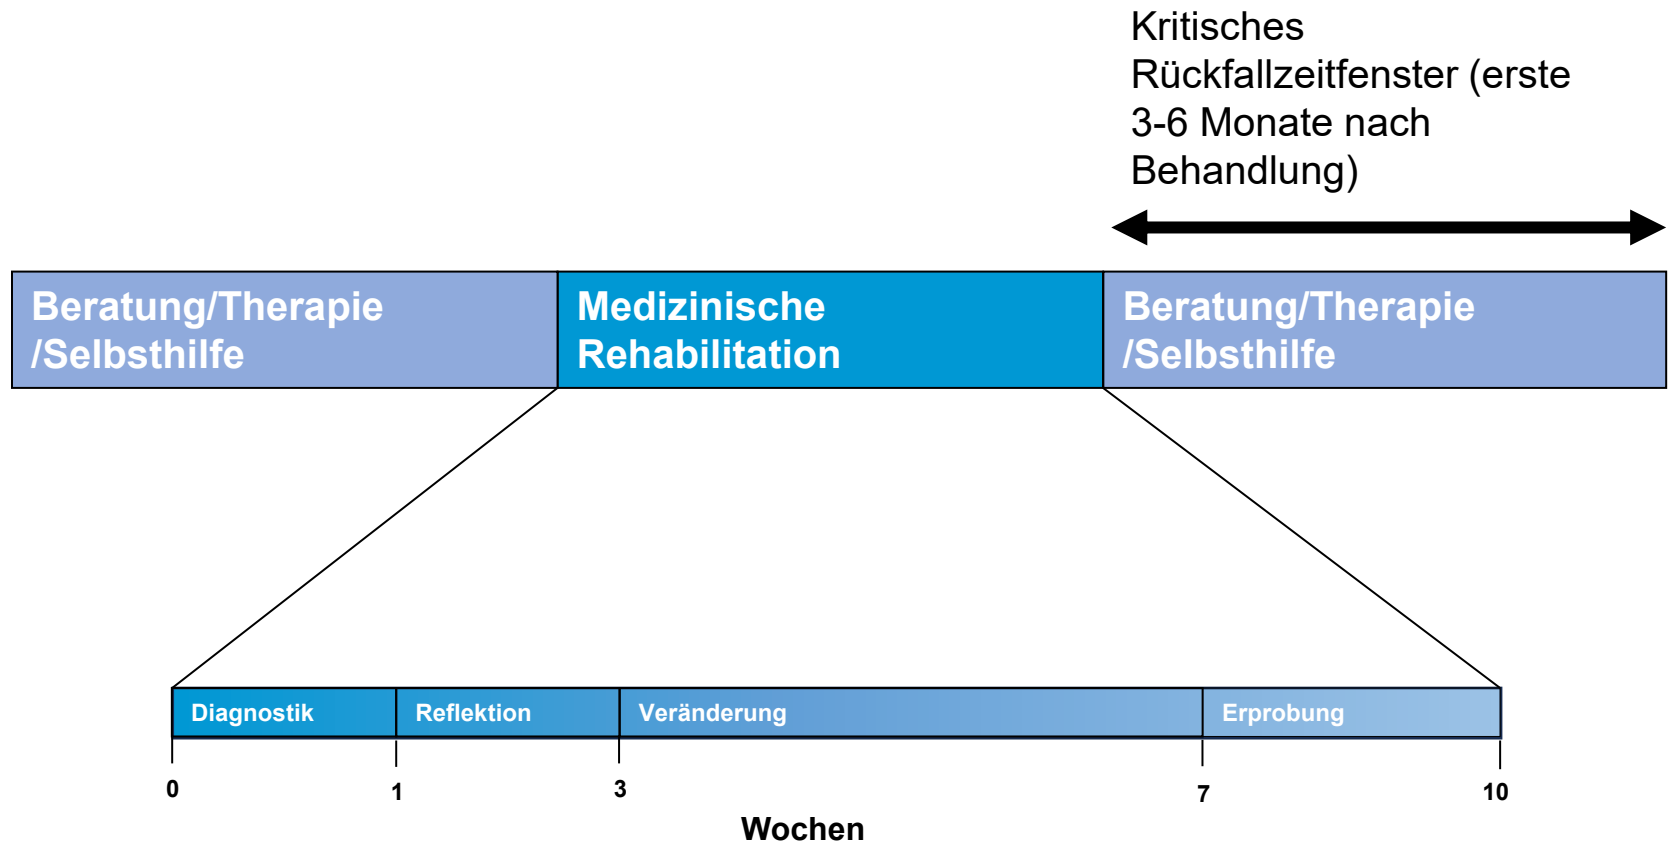 Kritisches
Rückfallzeitfenster (erste
3-6 Monate nach
Behandlung)
Beratung/Therapie
/Selbsthilfe
Medizinische
Rehabilitation
Beratung/Therapie
/Selbsthilfe
Diagnostik
Reflektion
Veränderung
Erprobung
0
1
3
7
10
Wochen